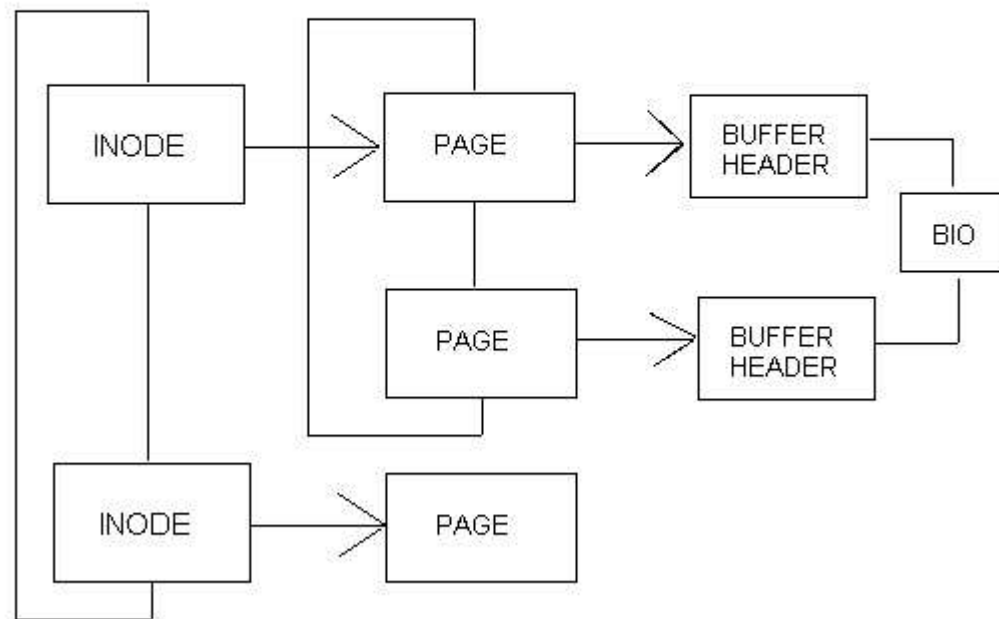 INODE
PAGE
BUFFER
HEADER
BIO
PAGE
BUFFER
HEADER
INODE
PAGE